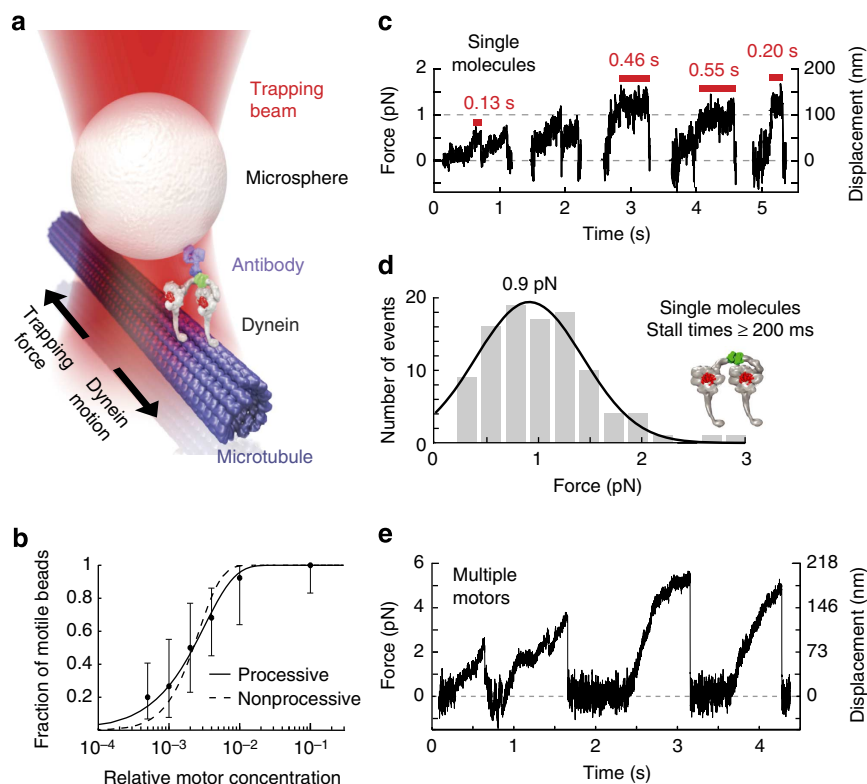 a
Trapping
beam
Microsphere
Antibody
Dynein
Trapping
force
Dynein
motion
Microtubule
b
Fraction of motile beads
1
0.8
0.6
0.4
0.2
Processive
Nonprocessive
10⁻⁴ 10⁻³ 10⁻² 10⁻¹
Relative motor concentration
c
Single
molecules
0.13 s
0.46 s
0.55 s
0.20 s
Force (pN)
2
1
0
200
100
0
Displacement (nm)
0 1 2 3 4 5
Time (s)
d
0.9 pN
Single molecules
Stall times ≥ 200 ms
Number of events
20
10
0
0 1 2 3
Force (pN)
e
Multiple
motors
Force (pN)
6
4
2
0
218
146
73
0
Displacement (nm)
0 1 2 3 4
Time (s)